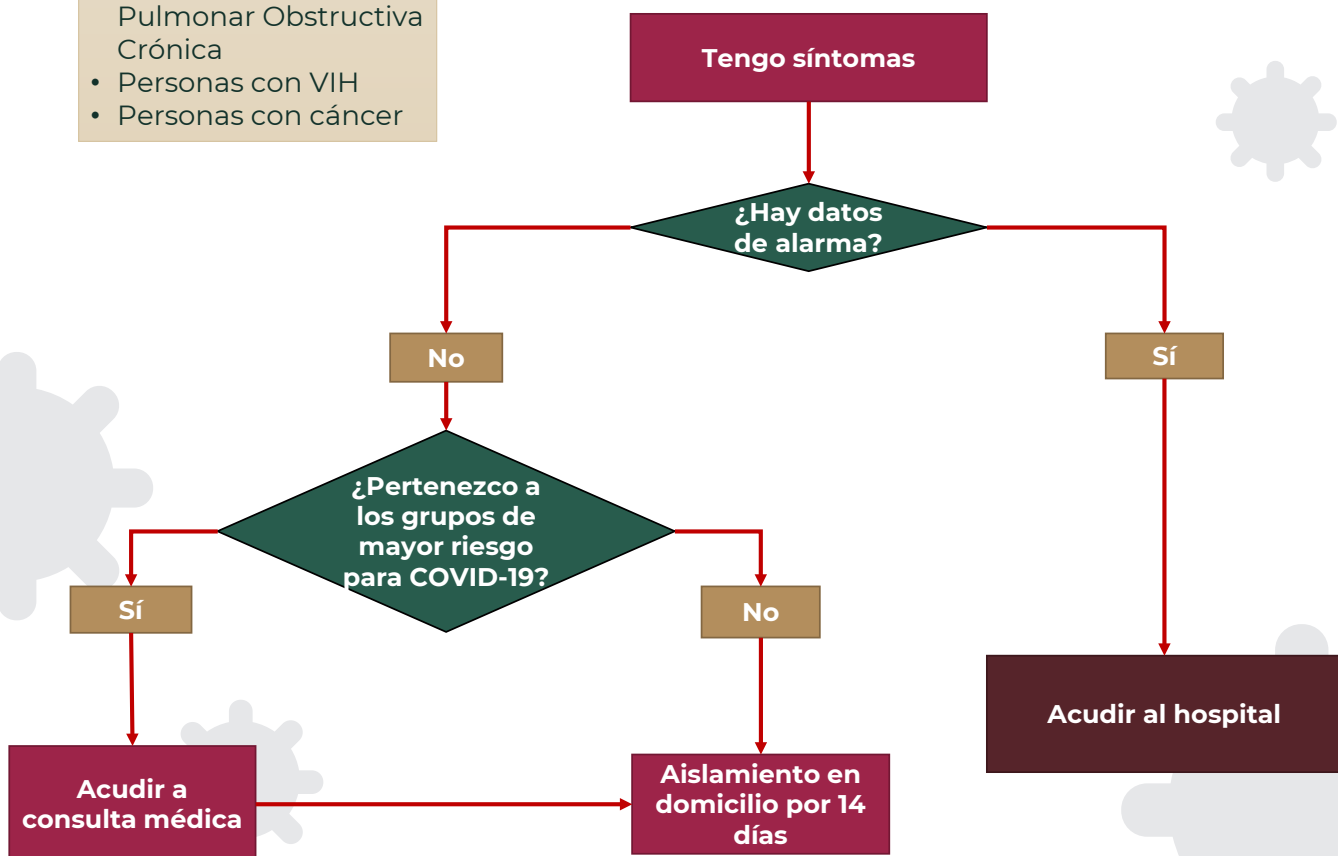 Pulmonar Obstructiva
Crónica
• Personas con VIH
• Personas con cáncer
Tengo síntomas
¿Hay datos
de alarma?
No
Sí
¿Pertenezco a
los grupos de
mayor riesgo
para COVID-19?
Sí
No
Acudir al hospital
Acudir a
consulta médica
Aislamiento en
domicilio por 14
días